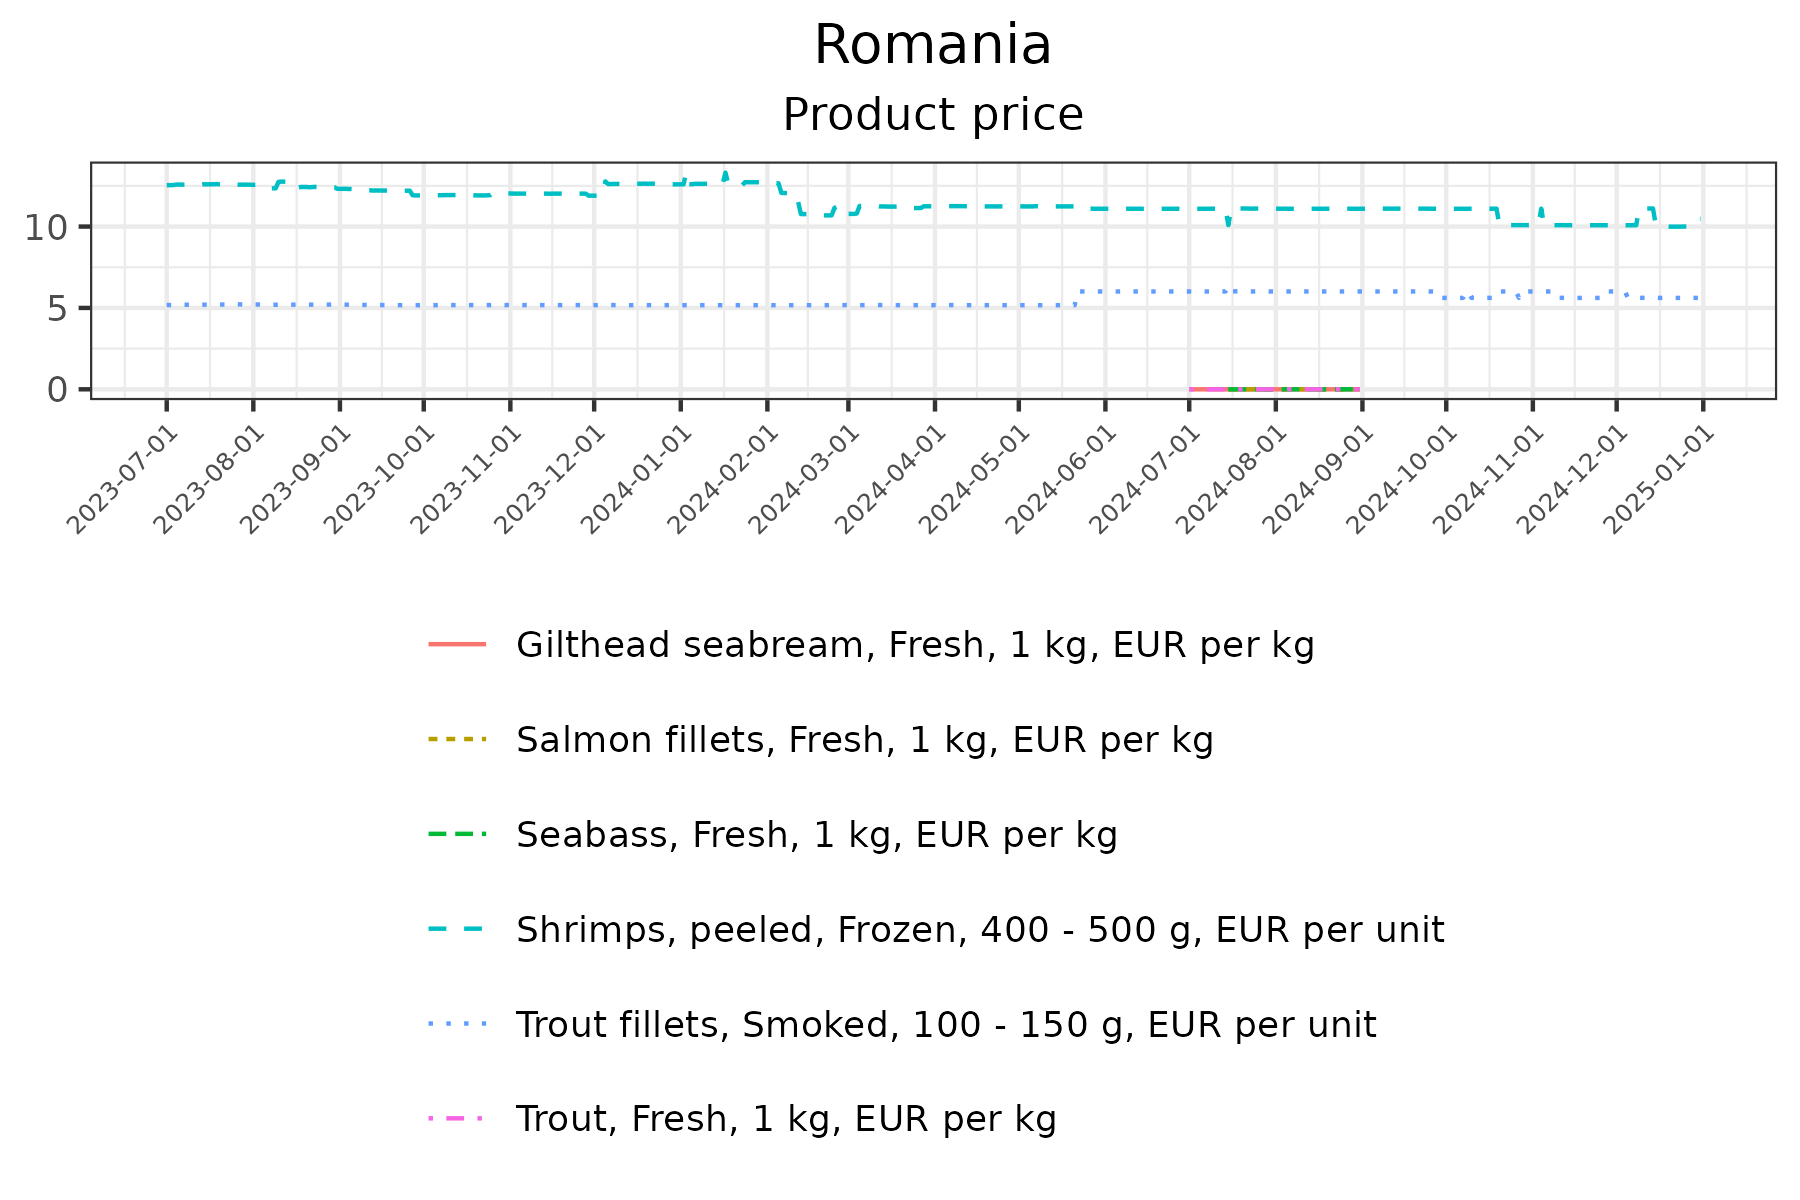 Romania
Product price
10
5
0
2023-07-01
2023-08-01
2023-09-01
2023-10-01
2023-11-01
2023-12-01
2024-01-01
2024-02-01
2024-03-01
2024-04-01
2024-05-01
2024-06-01
2024-07-01
2024-08-01
2024-09-01
2024-10-01
2024-11-01
2024-12-01
2025-01-01
Gilthead seabream, Fresh, 1 kg, EUR per kg
Salmon fillets, Fresh, 1 kg, EUR per kg
Seabass, Fresh, 1 kg, EUR per kg
Shrimps, peeled, Frozen, 400 - 500 g, EUR per unit
Trout fillets, Smoked, 100 - 150 g, EUR per unit
Trout, Fresh, 1 kg, EUR per kg